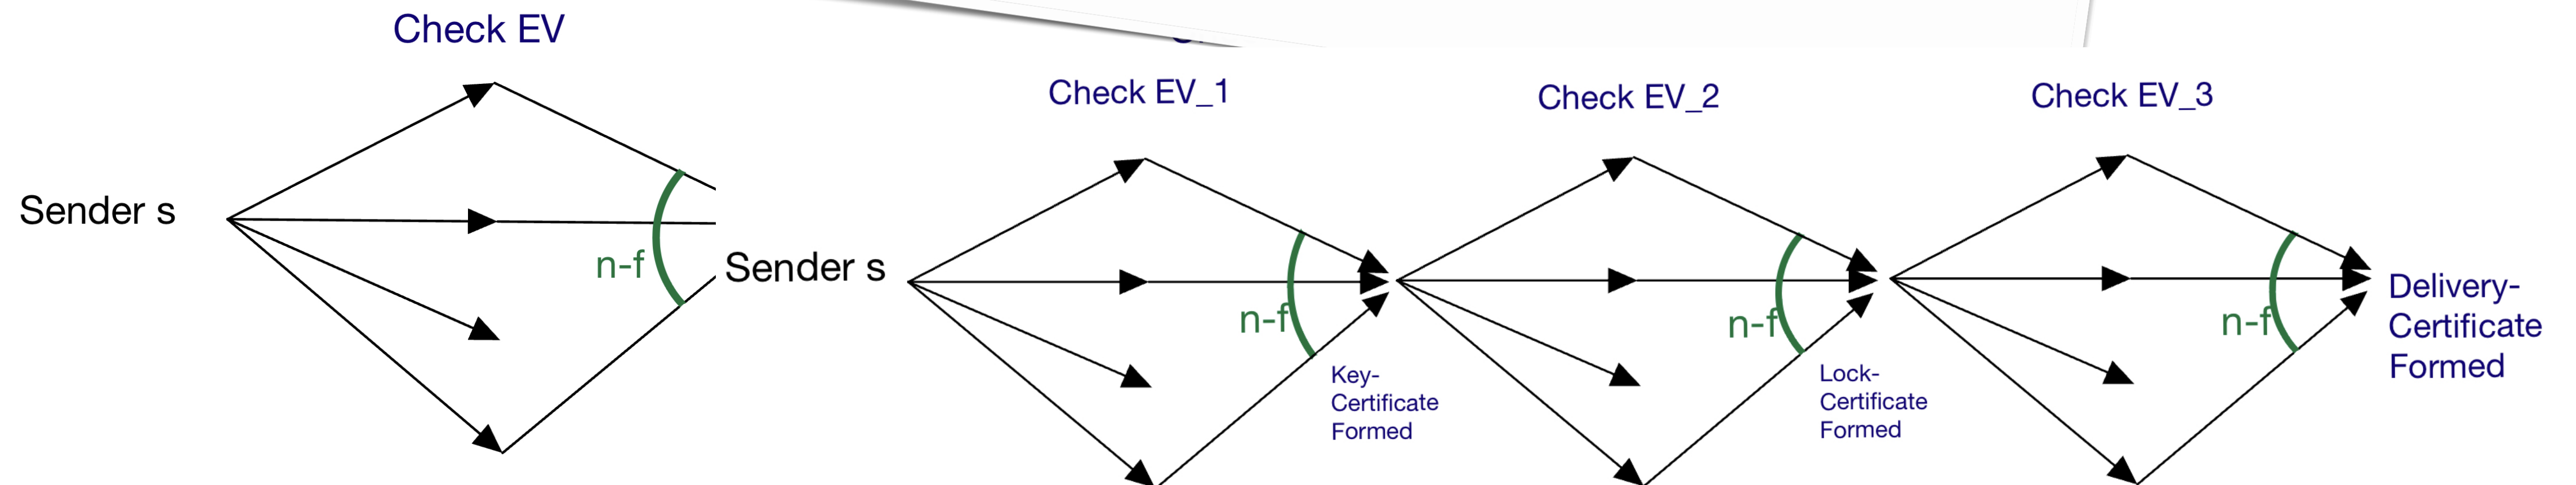 Check EV
Sender s
n-f
Check EV_1
Check EV_2
Check EV_3
Sender s
n-f
n-f
n-f
Key-
Certificate
Formed
Lock-
Certificate
Formed
Delivery-
Certificate
Formed